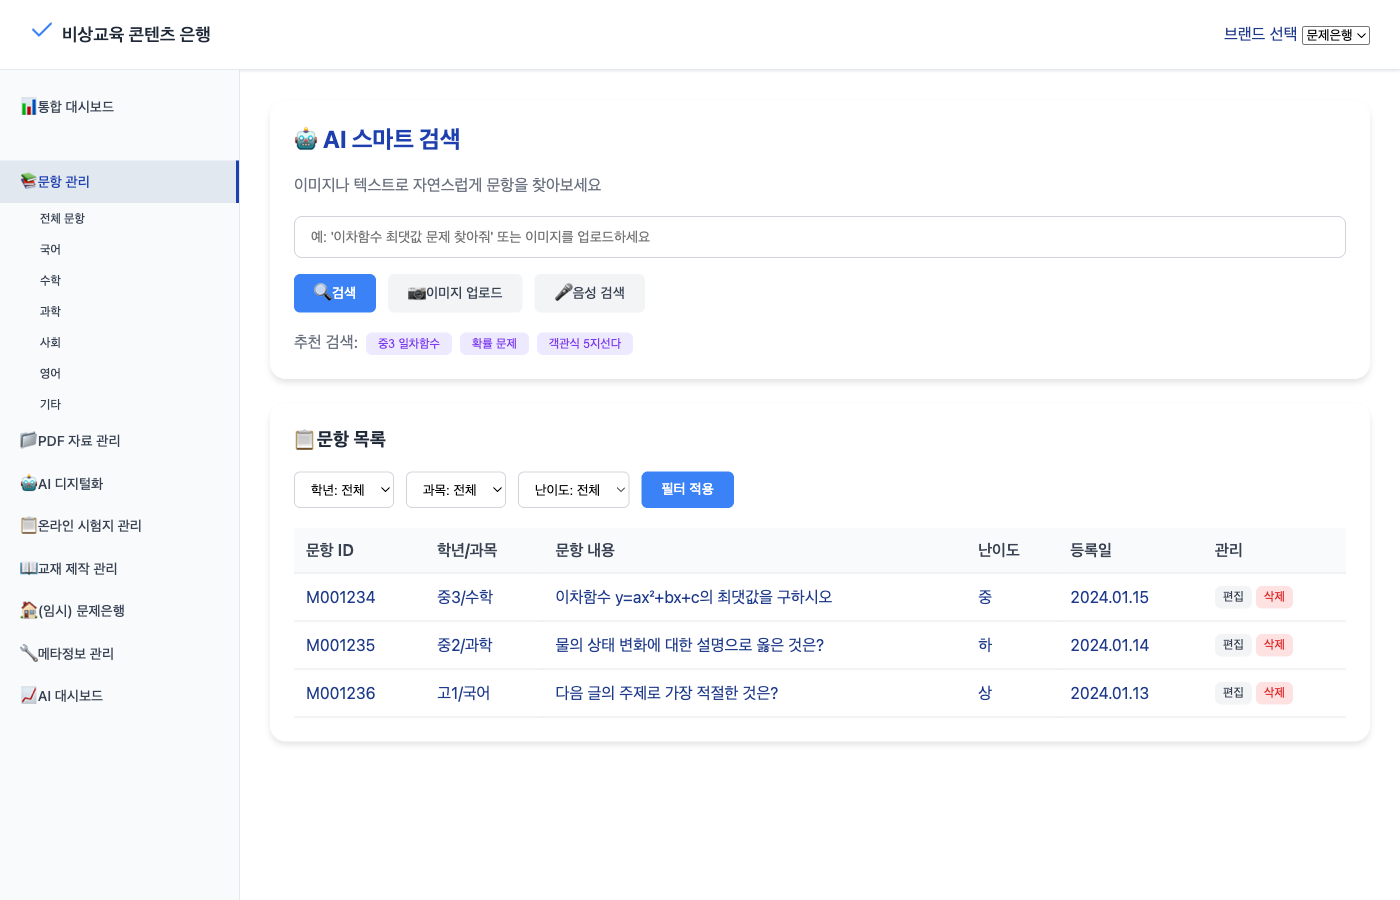 비상교육 콘텐츠 은행
브랜드 선택 문제은행
통합 대시보드
문항 관리
전체 문항
국어
수학
과학
사회
영어
기타
PDF 자료 관리
AI 디지털화
온라인 시험지 관리
교재 제작 관리
(임시) 문제은행
메타정보 관리
AI 대시보드
AI 스마트 검색
이미지나 텍스트로 자연스럽게 문항을 찾아보세요
예: '이차함수 최댓값 문제 찾아줘' 또는 이미지를 업로드하세요
검색 이미지 업로드 음성 검색
추천 검색: 중3 일차함수 확률 문제 객관식 5지선다
문항 목록
학년: 전체 과목: 전체 난이도: 전체 필터 적용
문항 ID 학년/과목 문항 내용 난이도 등록일 관리
M001234 중3/수학 이차함수 y=ax²+bx+c의 최댓값을 구하시오 중 2024.01.15 편집 삭제
M001235 중2/과학 물의 상태 변화에 대한 설명으로 옳은 것은? 하 2024.01.14 편집 삭제
M001236 고1/국어 다음 글의 주제로 가장 적절한 것은? 상 2024.01.13 편집 삭제